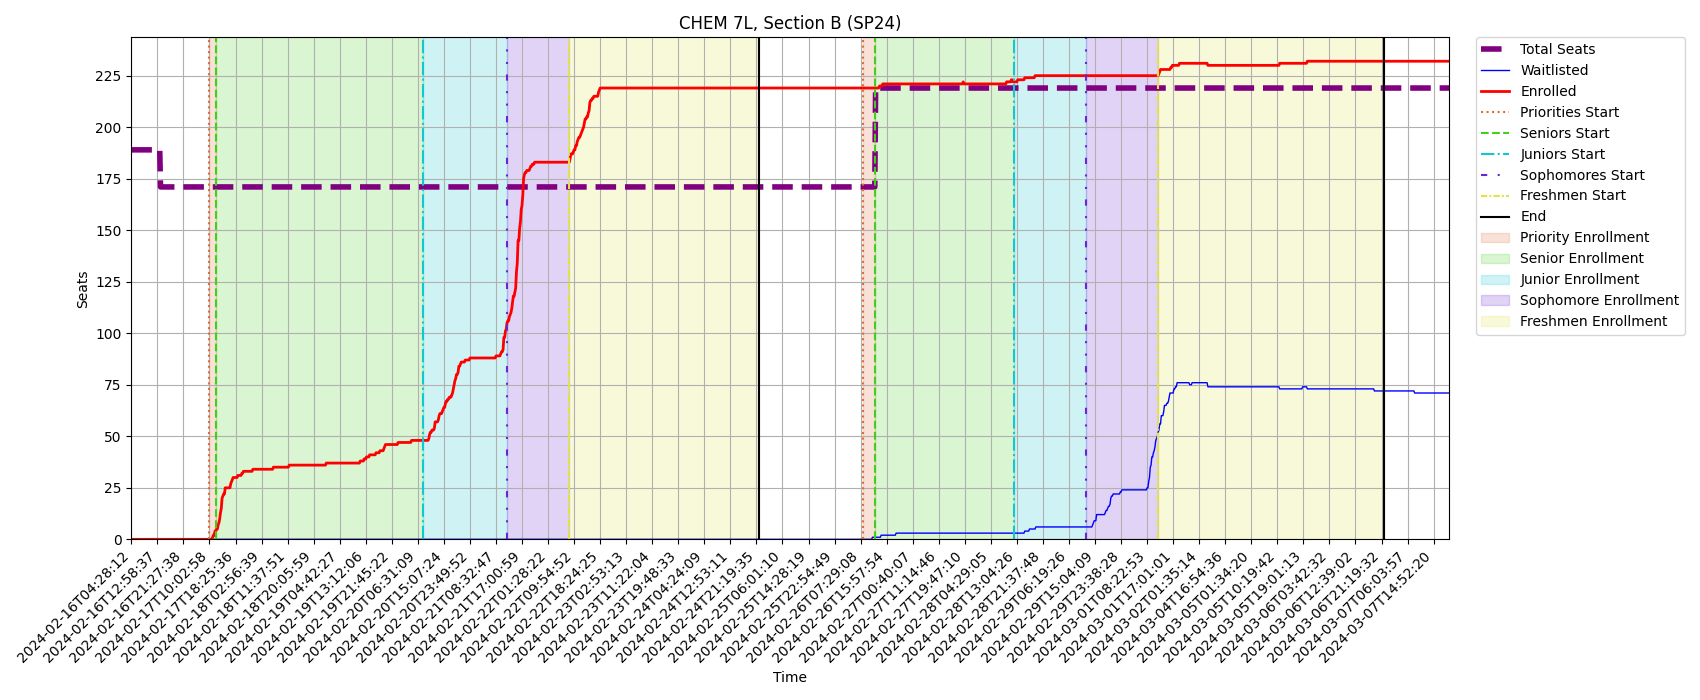 CHEM 7L, Section B (SP24)
Seats
225
200
175
150
125
100
75
50
25
0
2024-02-16T04:28:12
2024-02-16T12:58:37
2024-02-16T21:27:38
2024-02-17T10:02:58
2024-02-17T18:25:36
2024-02-18T02:56:39
2024-02-18T11:37:51
2024-02-18T20:05:59
2024-02-19T04:42:27
2024-02-19T13:12:06
2024-02-19T21:45:22
2024-02-20T06:31:09
2024-02-20T15:07:24
2024-02-20T23:49:52
2024-02-21T08:32:47
2024-02-21T17:00:59
2024-02-22T01:28:22
2024-02-22T09:54:52
2024-02-22T18:24:25
2024-02-23T02:53:13
2024-02-23T11:22:04
2024-02-23T19:48:33
2024-02-24T04:24:09
2024-02-24T12:53:11
2024-02-24T21:19:35
2024-02-25T06:01:10
2024-02-25T14:28:19
2024-02-25T22:54:49
2024-02-26T07:29:08
2024-02-26T15:57:54
2024-02-27T00:40:07
2024-02-27T11:14:46
2024-02-27T19:47:10
2024-02-28T04:29:05
2024-02-28T13:04:26
2024-02-28T21:37:48
2024-02-29T06:19:26
2024-02-29T15:04:09
2024-02-29T23:38:28
2024-03-01T08:22:53
2024-03-01T17:01:01
2024-03-02T01:35:14
2024-03-04T16:54:36
2024-03-05T01:34:20
2024-03-05T10:19:42
2024-03-05T19:01:13
2024-03-06T03:42:32
2024-03-06T12:39:02
2024-03-06T21:19:32
2024-03-07T06:03:57
2024-03-07T14:52:20
Time
Total Seats
Waitlisted
Enrolled
Priorities Start
Seniors Start
Juniors Start
Sophomores Start
Freshmen Start
End
Priority Enrollment
Senior Enrollment
Junior Enrollment
Sophomore Enrollment
Freshmen Enrollment